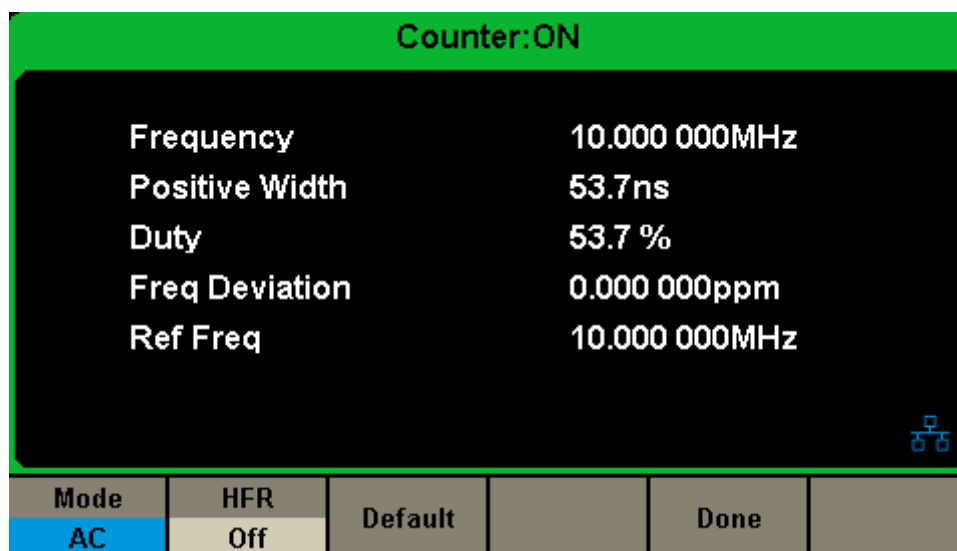 Counter:ON
Frequency 10.000 000MHz
Positive Width 53.7ns
Duty 53.7 %
Freq Deviation 0.000 000ppm
Ref Freq 10.000 000MHz
Mode HFR Default Done
AC Off